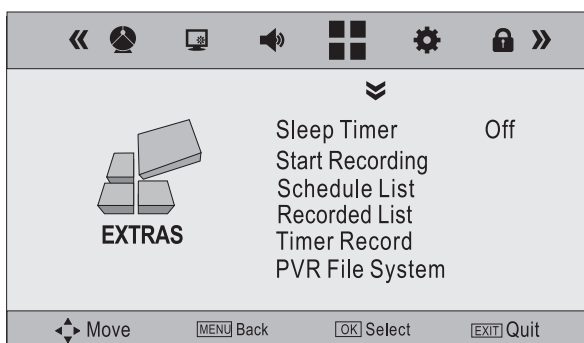 Sleep Timer Off
Start Recording
Schedule List
Recorded List
Timer Record
PVR File System
EXTRAS
Move MENU Back OK Select EXIT Quit